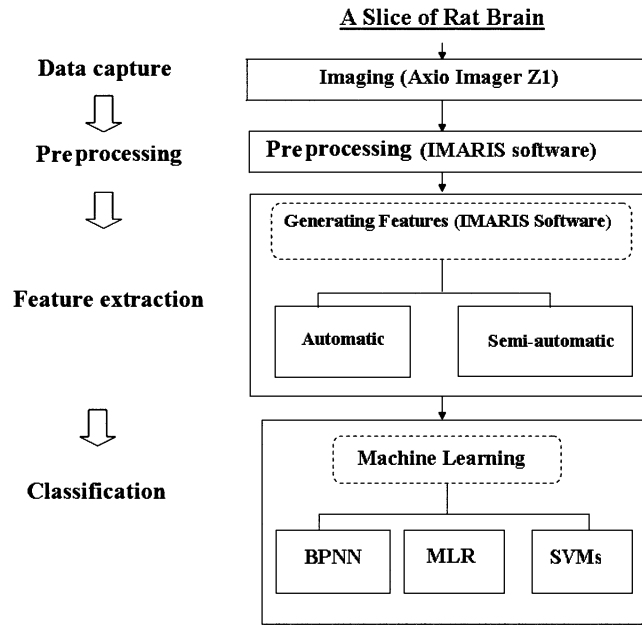 A Slice of Rat Brain
Data capture
Imaging (Axio Imager Z1)
Preprocessing
Preprocessing (IMARIS software)
Generating Features (IMARIS Software)
Feature extraction
Automatic
Semi-automatic
Machine Learning
Classification
BPNN
MLR
SVMs